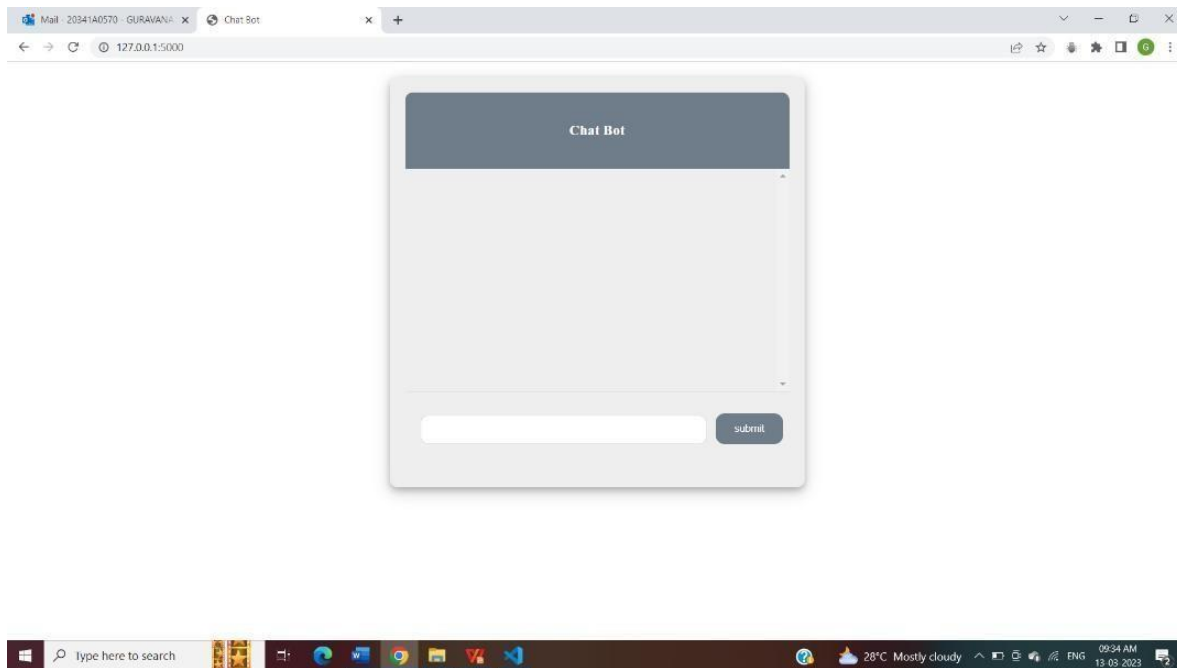 Mail - 20341A0570 - GURAVANA
Chat Bot
127.0.0.1:5000
G
Chat Bot
submit
Type here to search
28°C Mostly cloudy
ENG
09:34 AM
13-03-2023
2